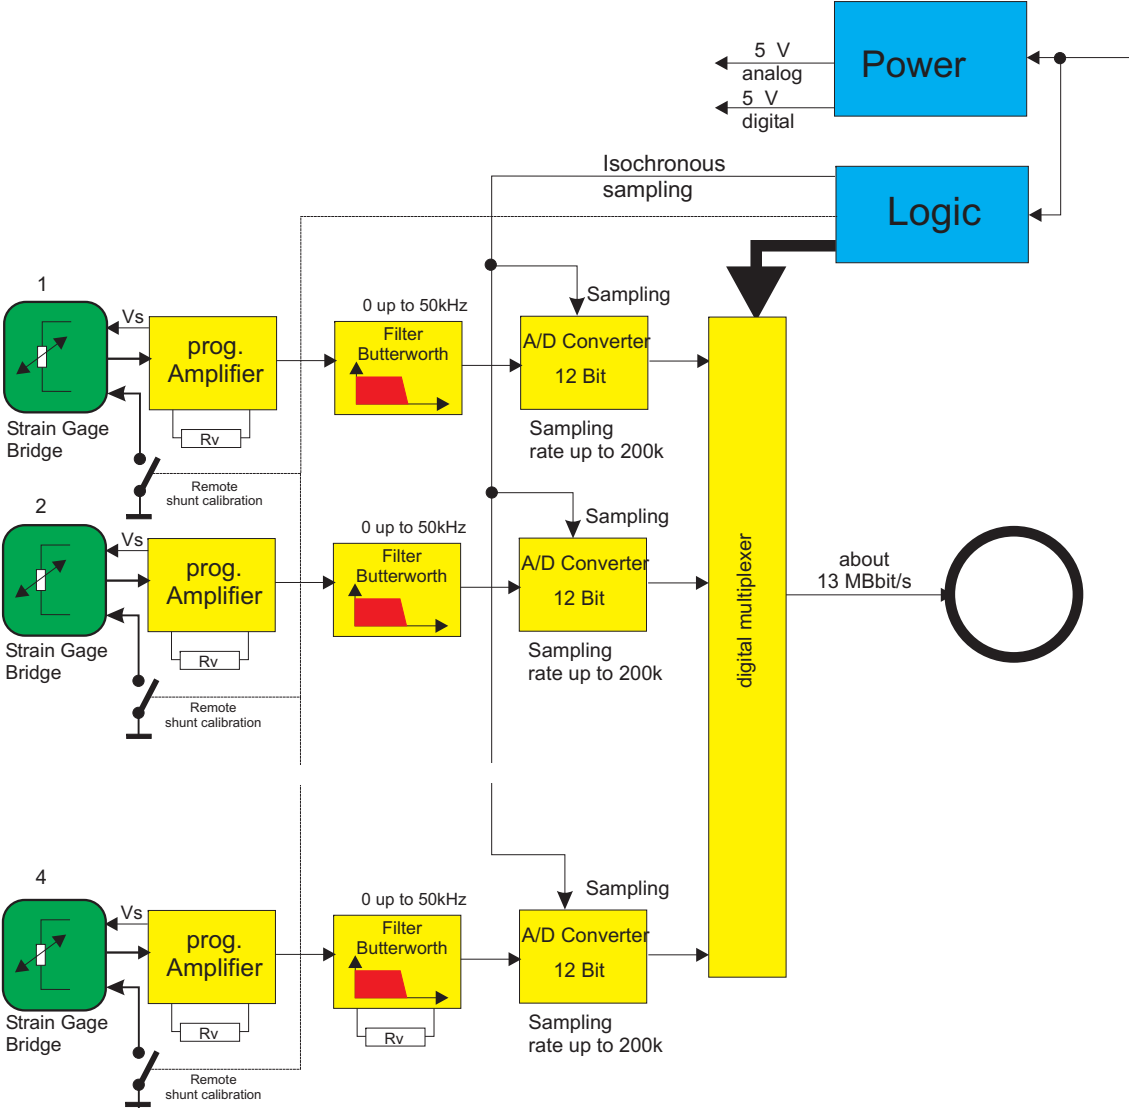 5 V
analog
5 V
digital
Power
Isochronous
sampling
Logic
1
Vs
prog.
Amplifier
Rv
Strain Gage
Bridge
Remote
shunt calibration
0 up to 50kHz
Filter
Butterworth
Sampling
A/D Converter
12 Bit
Sampling
rate up to 200k
2
Vs
prog.
Amplifier
Rv
Strain Gage
Bridge
Remote
shunt calibration
0 up to 50kHz
Filter
Butterworth
Sampling
A/D Converter
12 Bit
Sampling
rate up to 200k
digital multiplexer
about
13 MBbit/s
4
Vs
prog.
Amplifier
Rv
Strain Gage
Bridge
Remote
shunt calibration
0 up to 50kHz
Filter
Butterworth
Rv
Sampling
A/D Converter
12 Bit
Sampling
rate up to 200k